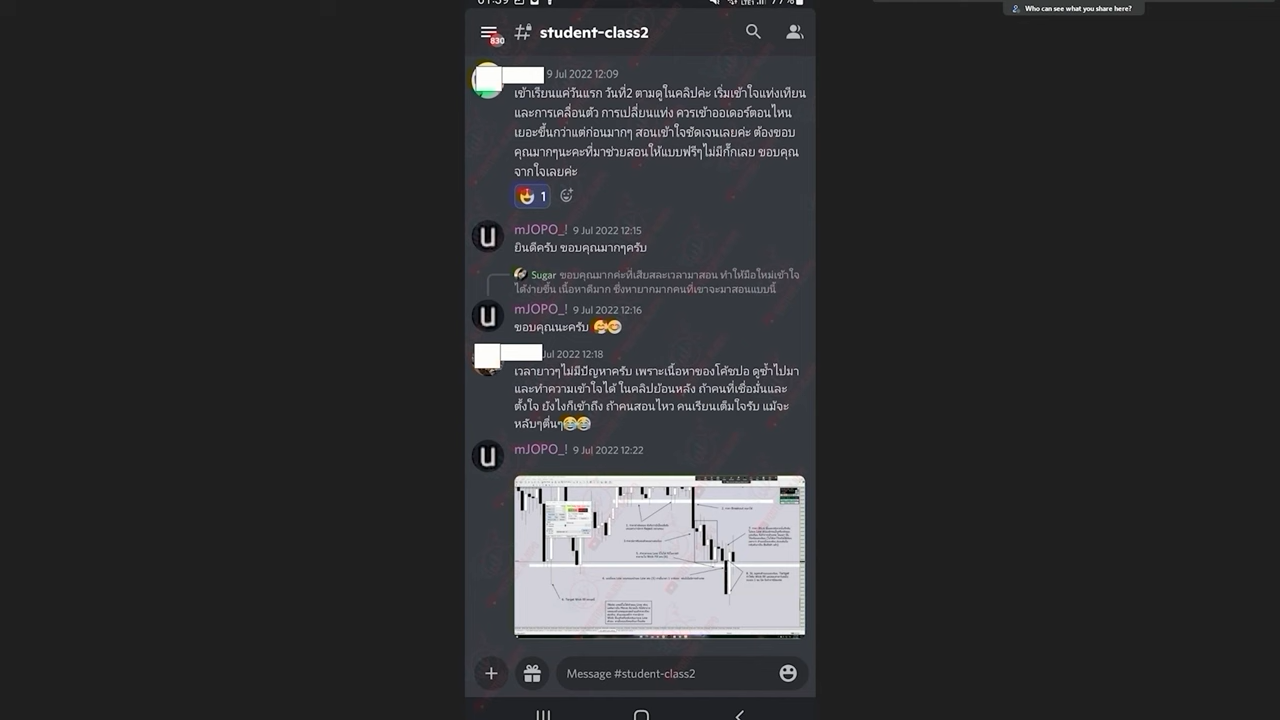 01:39
77%
Who can see what you share here?
830
student-class2
9 Jul 2022 12:09
เข้าเรียนแค่วันแรก วันที่2 ตามดูในคลิปค่ะ เริ่มเข้าใจแท่งเทียน
และการเคลื่อนตัว การเปลี่ยนแท่ง ควรเข้าออเดอร์ตอนไหน
เยอะขึ้นกว่าแต่ก่อนมากๆ สอนเข้าใจชัดเจนเลยค่ะ ต้องขอบ
คุณมากๆนะคะที่มาช่วยสอนให้แบบฟรีๆไม่มีกั๊กเลย ขอบคุณ
จากใจเลยค่ะ
1
mJOPO_! 9 Jul 2022 12:15
ยินดีครับ ขอบคุณมากๆครับ
Sugar ขอบคุณมากค่ะที่เสียสละเวลามาสอน ทำให้มือใหม่เข้าใจ
ได้ง่ายขึ้น เนื้อหาดีมาก ซึ่งหายากมากคนที่เขาจะมาสอนแบบนี้
mJOPO_! 9 Jul 2022 12:16
ขอบคุณนะครับ 🥰😊
Jul 2022 12:18
เวลายาวๆไม่มีปัญหาครับ เพราะเนื้อหาของโค้ชปอ ดูซ้ำไปมา
และทำความเข้าใจได้ ในคลิปย้อนหลัง ถ้าคนที่เชื่อมั่นและ
ตั้งใจ ยังไงก็เข้าถึง ถ้าคนสอนไหว คนเรียนเต็มใจรับ แม้จะ
หลับๆตื่นๆ😂😂
mJOPO_! 9 Jul 2022 12:22
Message #student-class2